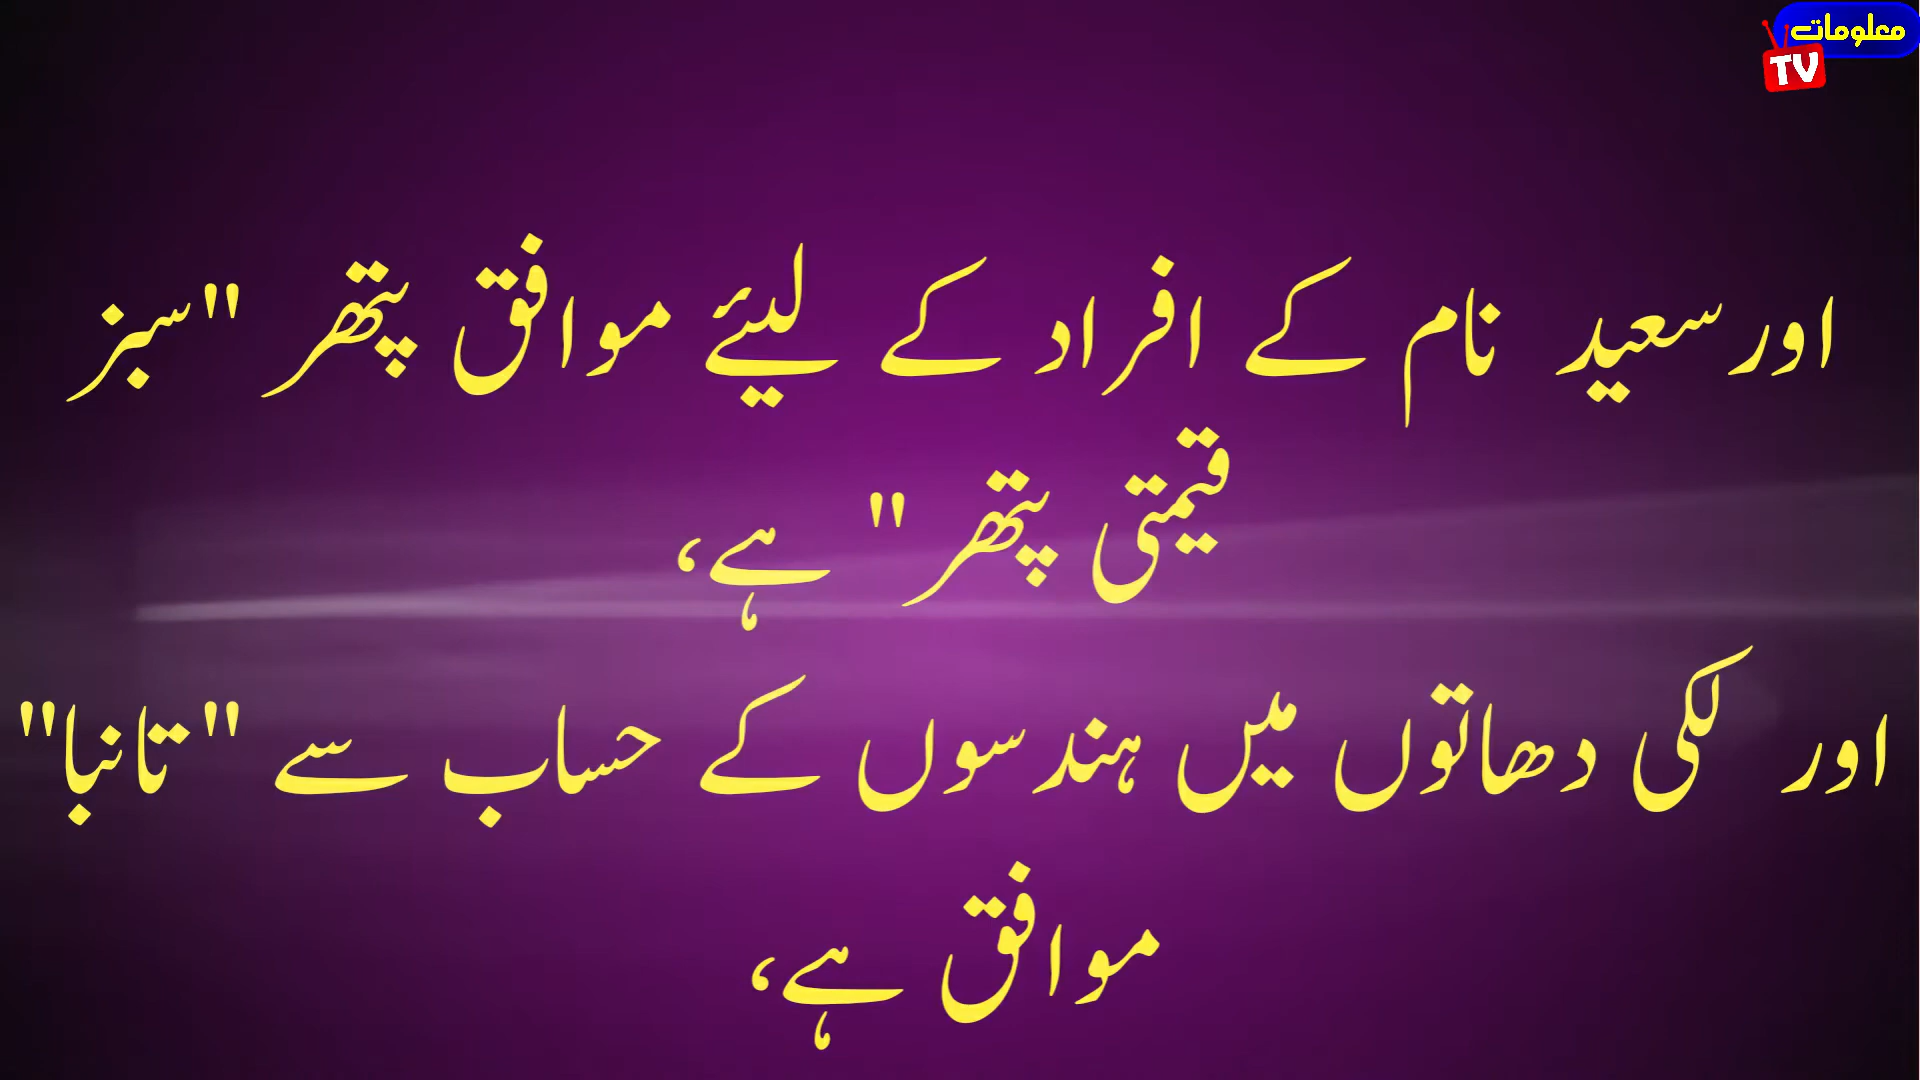 معلومات
TV
اور سعید نام کے افراد کے لیئے موافق پتھر "سبز
قیمتی پتھر" ہے،
اور لکی دھاتوں میں ہندسوں کے حساب سے "تانبا"
موافق ہے،